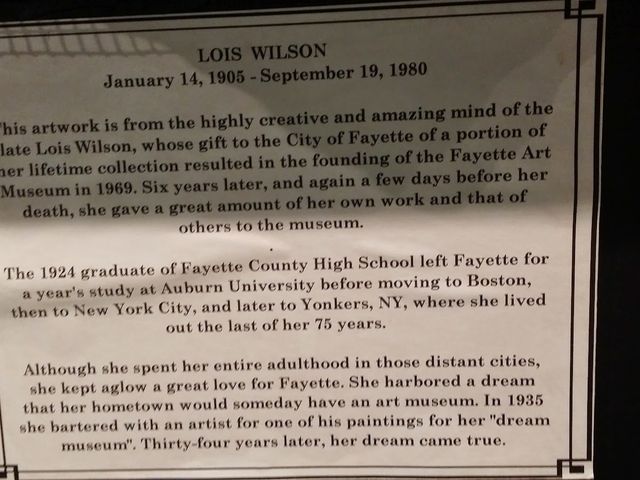 LOIS WILSON
January 14, 1905 - September 19, 1980
This artwork is from the highly creative and amazing mind of the
late Lois Wilson, whose gift to the City of Fayette of a portion of
her lifetime collection resulted in the founding of the Fayette Art
Museum in 1969. Six years later, and again a few days before her
death, she gave a great amount of her own work and that of
others to the museum.
The 1924 graduate of Fayette County High School left Fayette for
a year's study at Auburn University before moving to Boston,
then to New York City, and later to Yonkers, NY, where she lived
out the last of her 75 years.
Although she spent her entire adulthood in those distant cities,
she kept aglow a great love for Fayette. She harbored a dream
that her hometown would someday have an art museum. In 1935
she bartered with an artist for one of his paintings for her "dream
museum". Thirty-four years later, her dream came true.